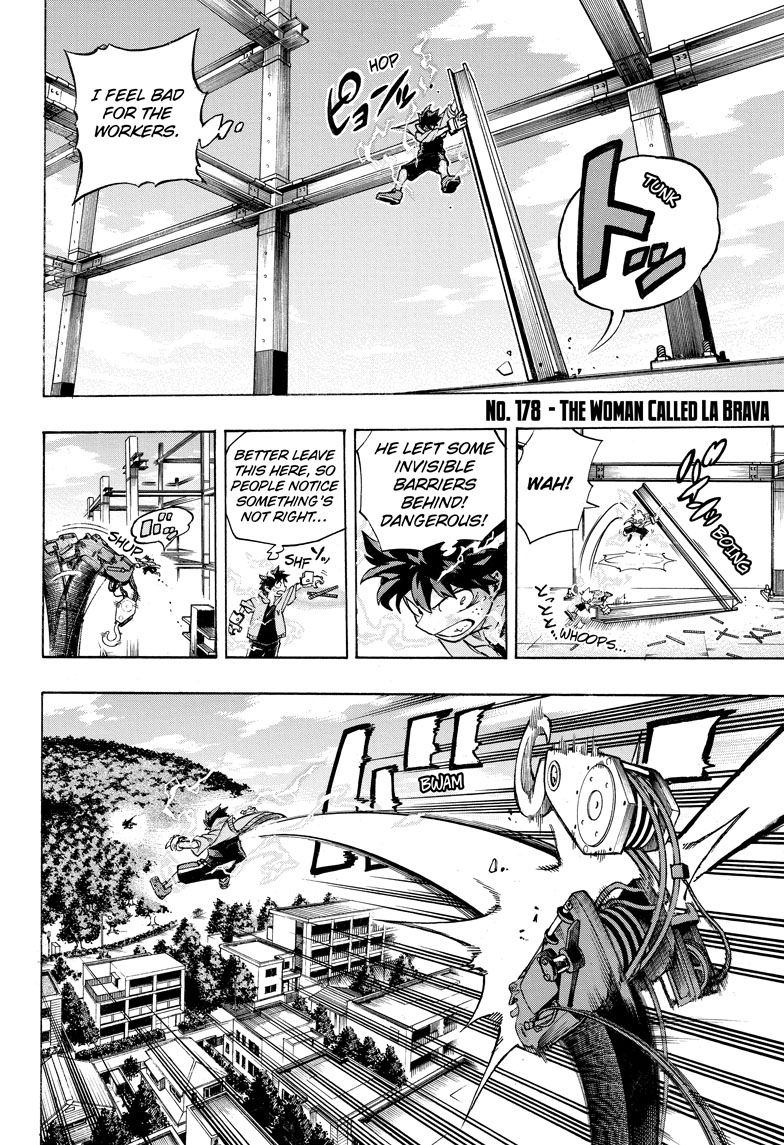 HOP
ピョーン
I FEEL BAD
FOR THE
WORKERS.
TUNK
トッ
No. 178 - The Woman Called La Brava
WAH!
BOING
WHOOPS...
HE LEFT SOME
INVISIBLE
BARRIERS
BEHIND!
DANGEROUS!
BETTER LEAVE
THIS HERE, SO
PEOPLE NOTICE
SOMETHING'S
NOT RIGHT...
SHF
SHUP
BWAM